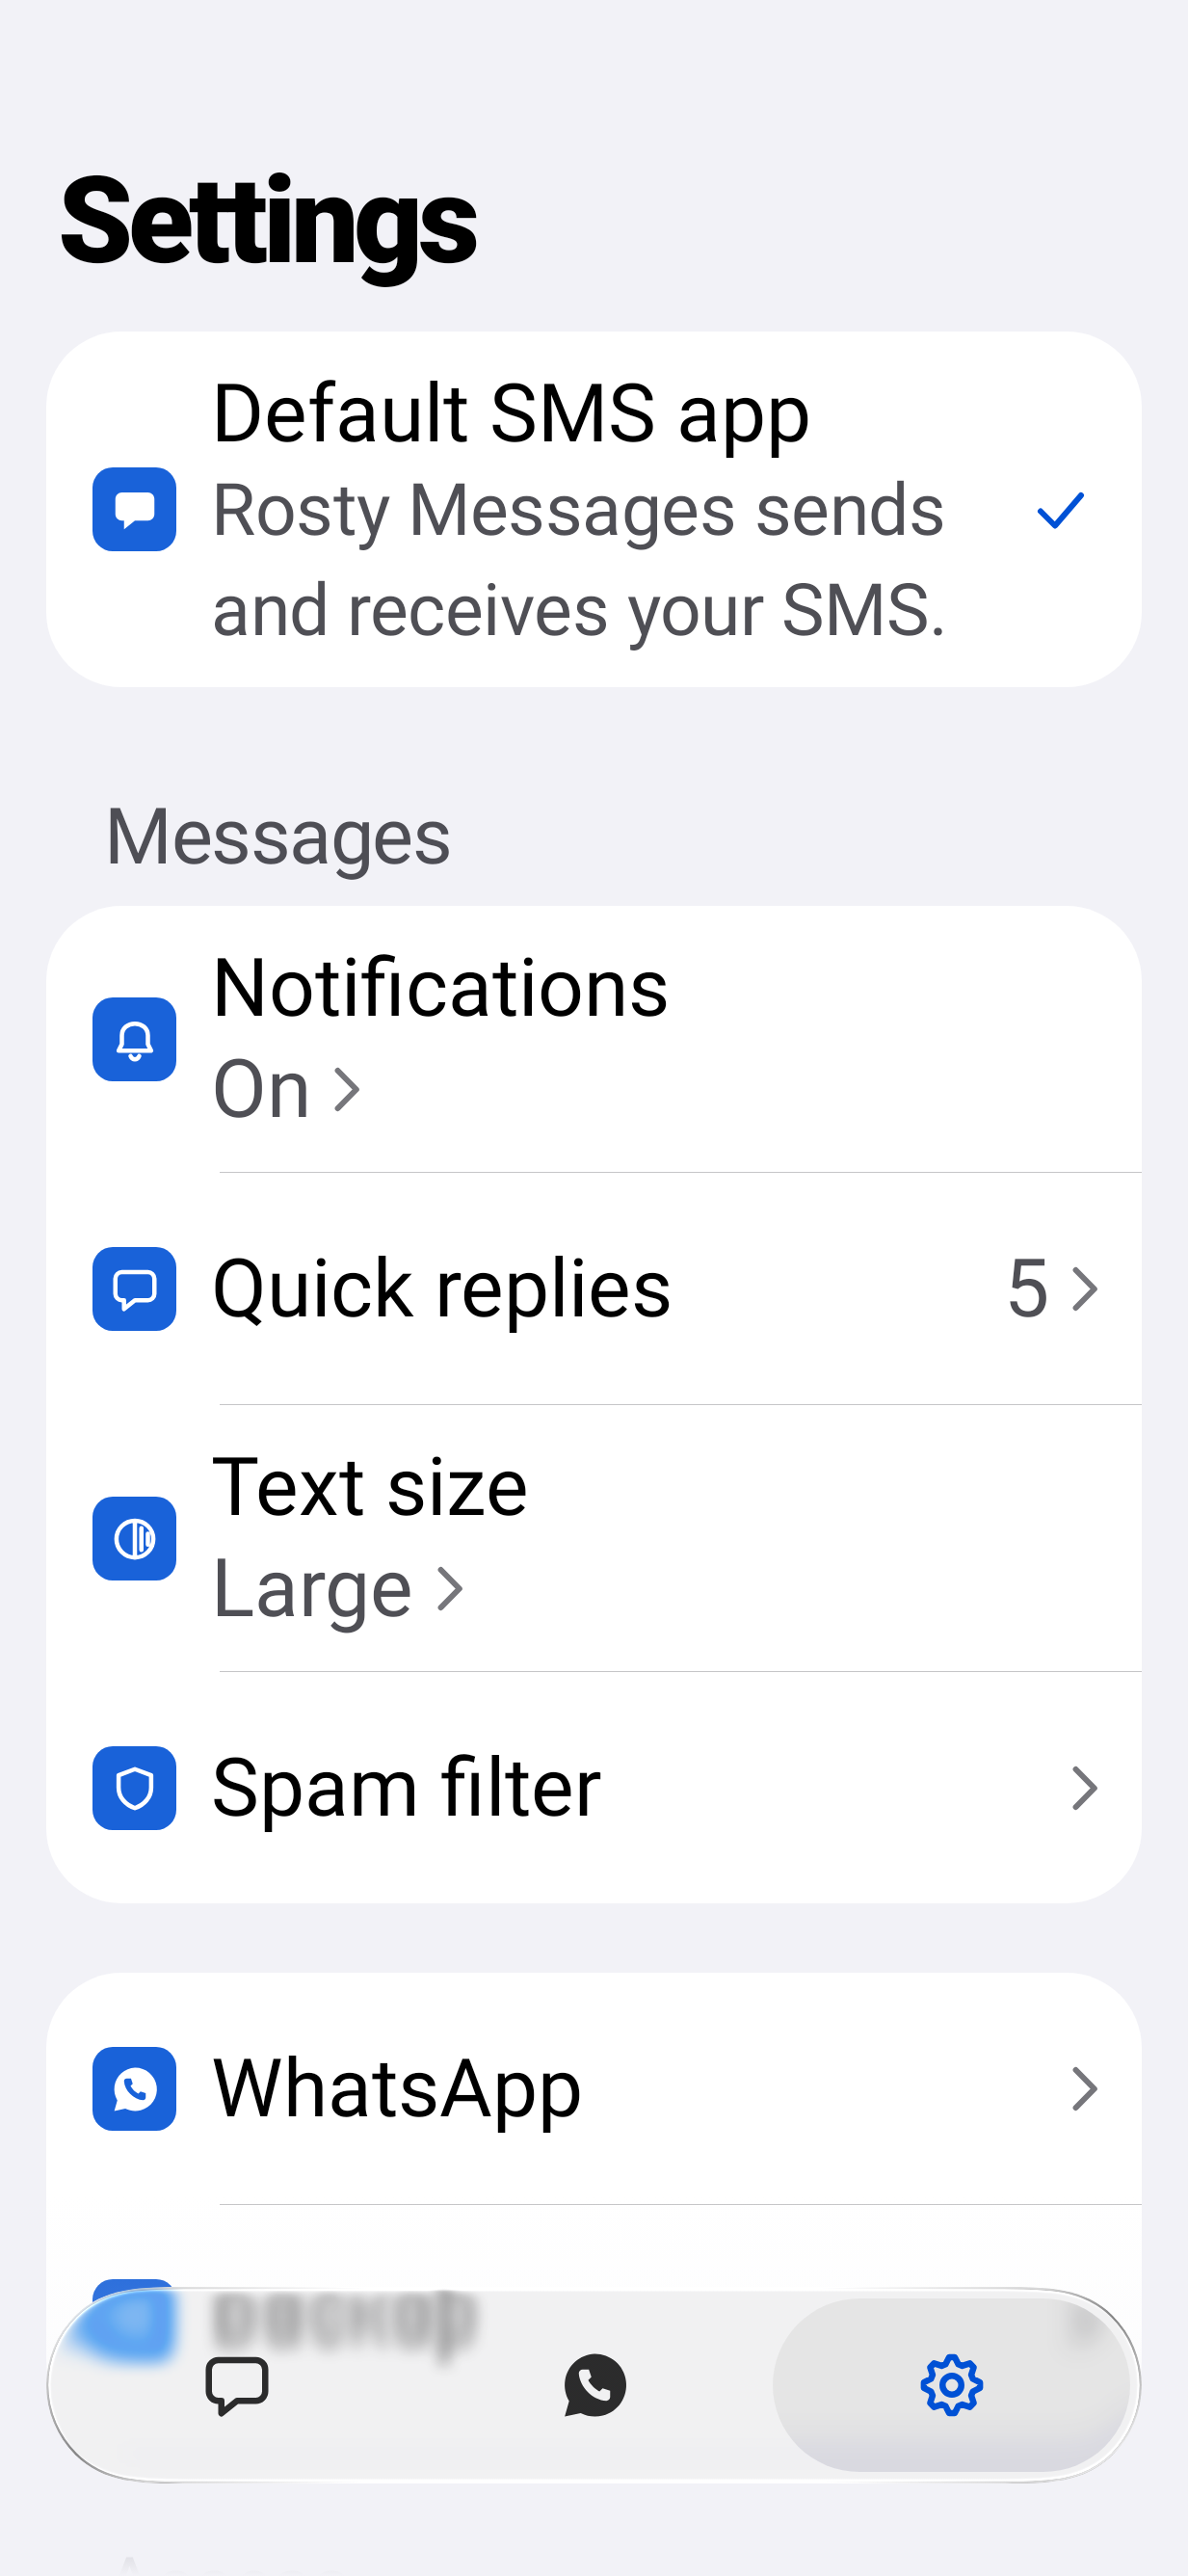 Settings
Default SMS app
Rosty Messages sends
and receives your SMS.
Messages
Notifications
On
Quick replies
5
Text size
Large
Spam filter
WhatsApp